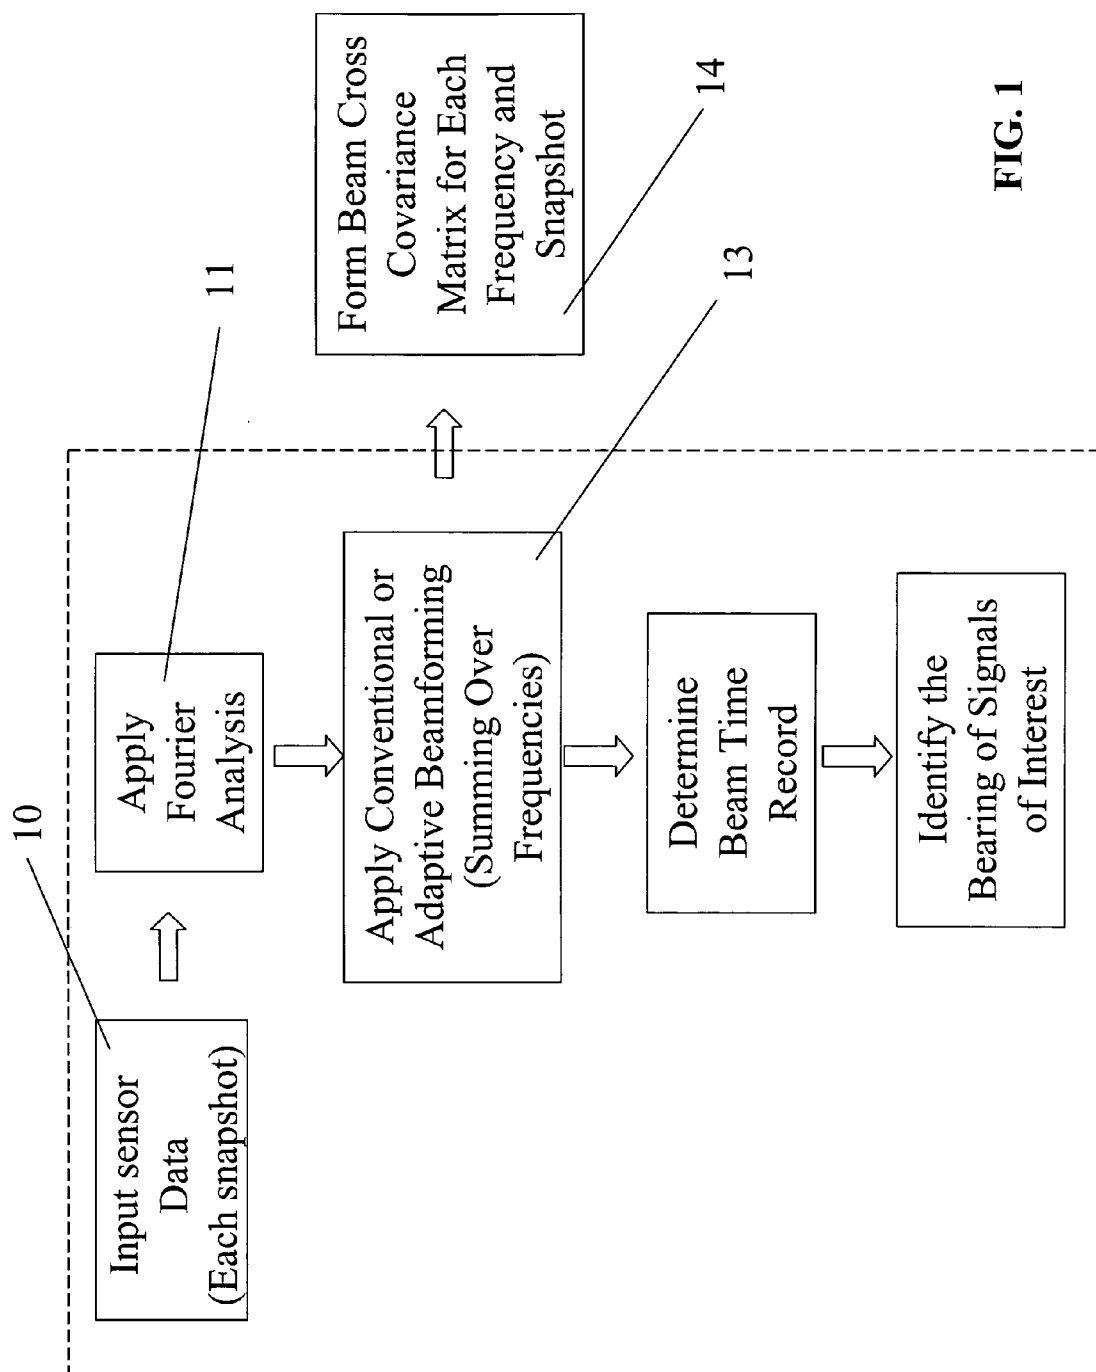 10
11
Input sensor
Data
(Each snapshot)
Apply
Fourier
Analysis
Apply Conventional or
Adaptive Beamforming
(Summing Over
Frequencies)
Form Beam Cross
Covariance
Matrix for Each
Frequency and
Snapshot
Determine
Beam Time
Record
13
14
Identify the
Bearing of Signals
of Interest
FIG. 1